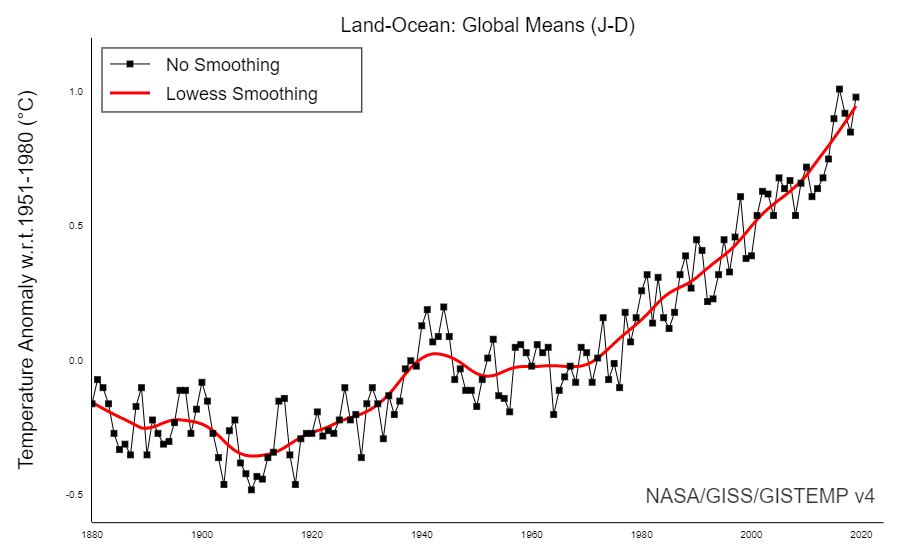 Land-Ocean: Global Means (J-D)
No Smoothing
Lowess Smoothing
Temperature Anomaly w.r.t.1951-1980 (°C)
1.0
0.5
0.0
-0.5
NASA/GISS/GISTEMP v4
1880 1900 1920 1940 1960 1980 2000 2020